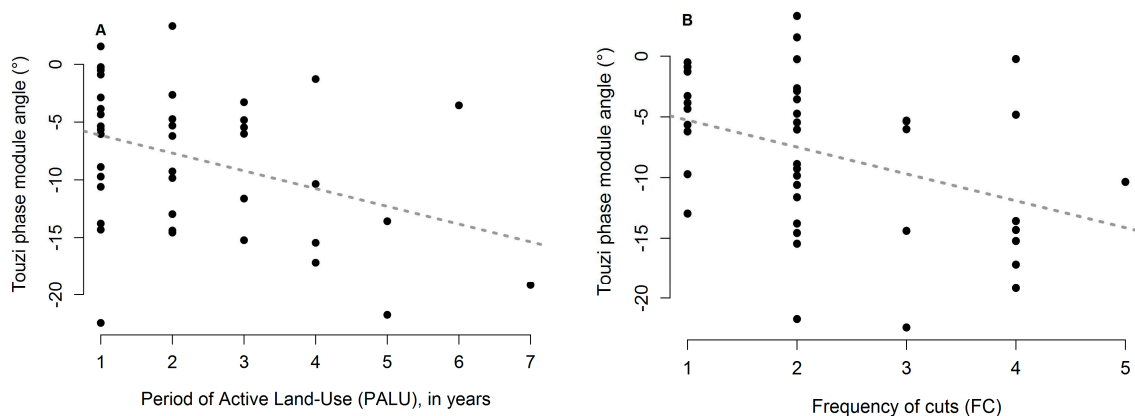 A
Touzi phase module angle (°)
0
-5
-10
-15
-20
1 2 3 4 5 6 7
Period of Active Land-Use (PALU), in years
B
Touzi phase module angle (°)
0
-5
-10
-15
-20
1 2 3 4 5
Frequency of cuts (FC)